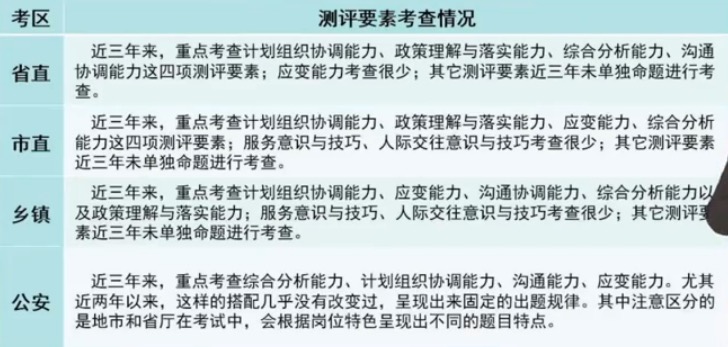 考区 测评要素考查情况
近三年来，重点考查计划组织协调能力、政策理解与落实能力、综合分析能力、沟通
省直
协调能力这四项测评要素；应变能力考查很少；其它测评要素近三年未单独命题进行考
查。
近三年来，重点考查计划组织协调能力、政策理解与落实能力、应变能力、综合分析
市直
能力这四项测评要素；服务意识与技巧、人际交往意识与技巧考查很少；其它测评要素
近三年未单独命题进行考查。
近三年来，重点考查计划组织协调能力、应变能力、沟通协调能力、综合分析能力以
乡镇
及政策理解与落实能力；服务意识与技巧、人际交往意识与技巧考查很少；其它测评要
素近三年未单独命题进行考查。
近三年来，重点考查综合分析能力、计划组织协调能力、沟通能力、应变能力。尤其
公安
近两年以来，这样的搭配几乎没有改变过，呈现出来固定的出题规律。其中注意区分的
是地市和省厅在考试中，会根据岗位特色呈现出不同的题目特点。